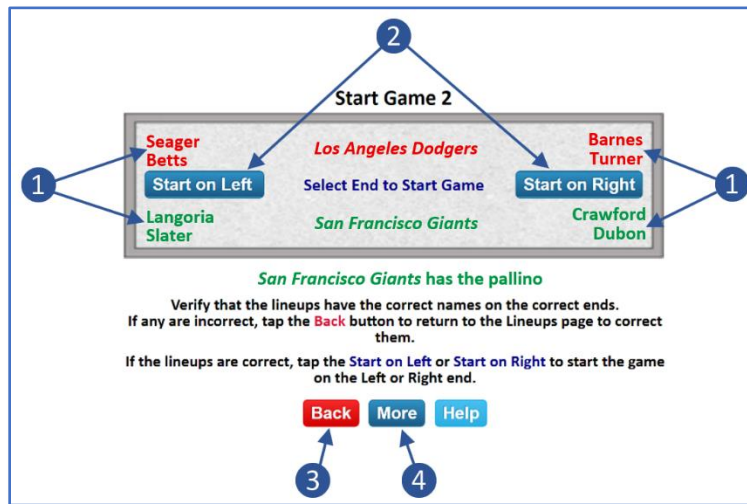 2
Start Game 2
Seager
Betts
Los Angeles Dodgers
Barnes
Turner
1
Start on Left
Select End to Start Game
Start on Right
1
Langoria
Slater
San Francisco Giants
Crawford
Dubon
San Francisco Giants has the pallino
Verify that the lineups have the correct names on the correct ends.
If any are incorrect, tap the Back button to return to the Lineups page to correct
them.
If the lineups are correct, tap the Start on Left or Start on Right to start the game
on the Left or Right end.
Back
More
Help
3
4